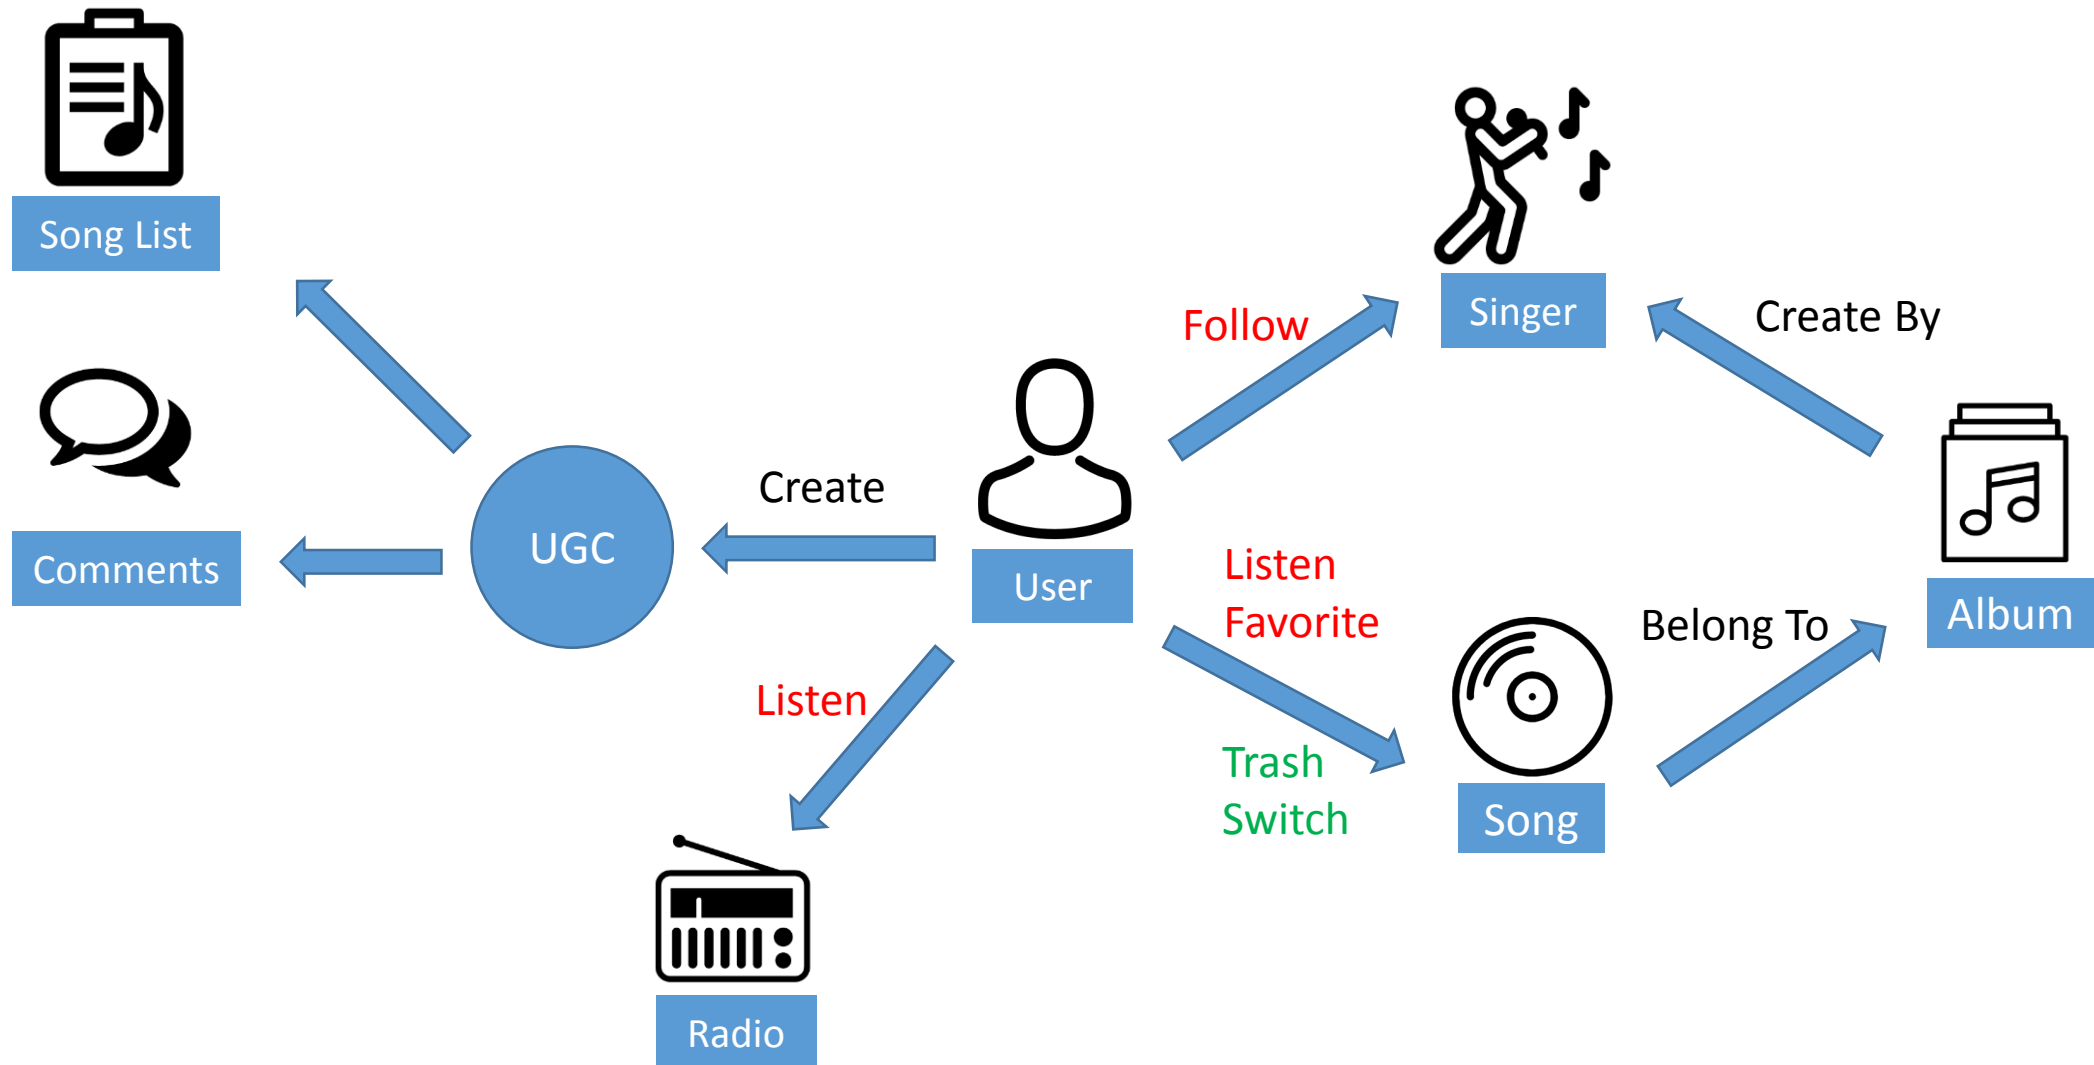 Song List
Comments
UGC
Create
User
Listen
Radio
Follow
Singer
Create By
Listen
Favorite
Trash
Switch
Song
Belong To
Album